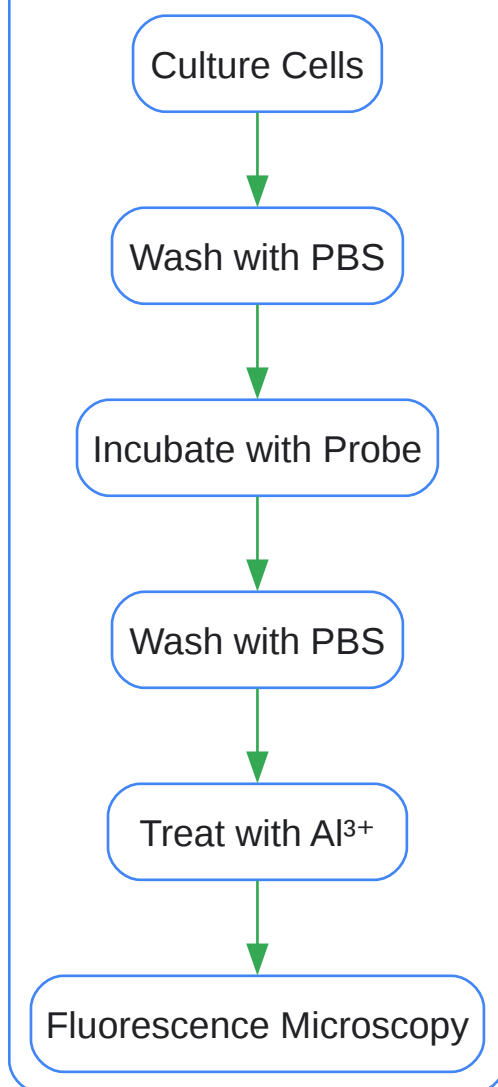 Culture Cells
Wash with PBS
Incubate with Probe
Wash with PBS
Treat with Al³⁺
Fluorescence Microscopy